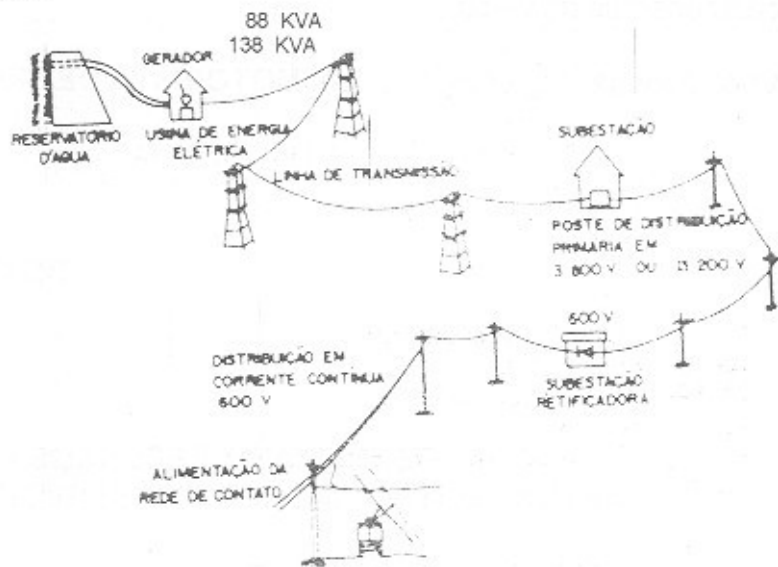 88 KVA
138 KVA
GERADOR
RESERVATÓRIO
D'AGUA
USINA DE ENERGIA
ELÉTRICA
LINHA DE TRANSMISSÃO
SUBESTAÇÃO
POSTE DE DISTRIBUIÇÃO
PRIMARIA EM
3 800 V OU 13 200 V
600 V
SUBESTAÇÃO
RETIFICADORA
DISTRIBUIÇÃO EM
CORRENTE CONTÍNUA
600 V
ALIMENTAÇÃO DA
REDE DE CONTATO